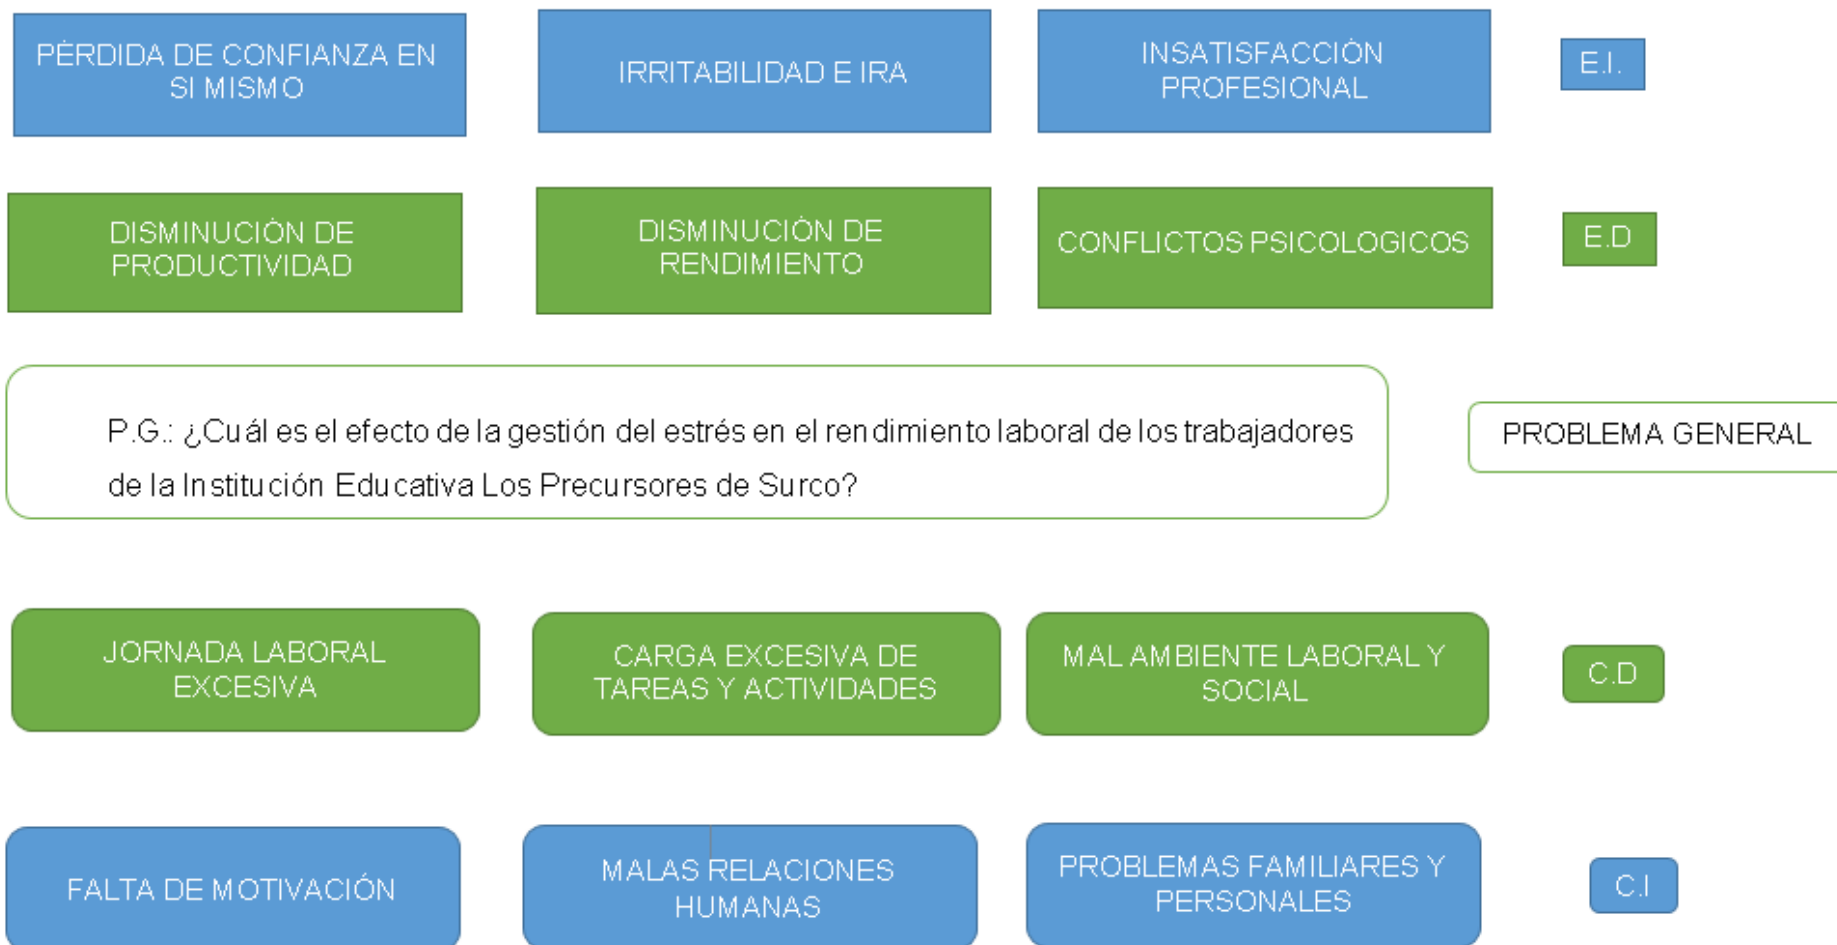 PÉRDIDA DE CONFIANZA EN
SI MISMO
IRRITABILIDAD E IRA
INSATISFACCIÓN
PROFESIONAL
E.I.
DISMINUCIÓN DE
PRODUCTIVIDAD
DISMINUCIÓN DE
RENDIMIENTO
CONFLICTOS PSICOLOGICOS
E.D
P.G.: ¿Cuál es el efecto de la gestión del estrés en el rendimiento laboral de los trabajadores
de la Institución Educativa Los Precursores de Surco?
PROBLEMA GENERAL
JORNADA LABORAL
EXCESIVA
CARGA EXCESIVA DE
TAREAS Y ACTIVIDADES
MAL AMBIENTE LABORAL Y
SOCIAL
C.D
FALTA DE MOTIVACIÓN
MALAS RELACIONES
HUMANAS
PROBLEMAS FAMILIARES Y
PERSONALES
C.I